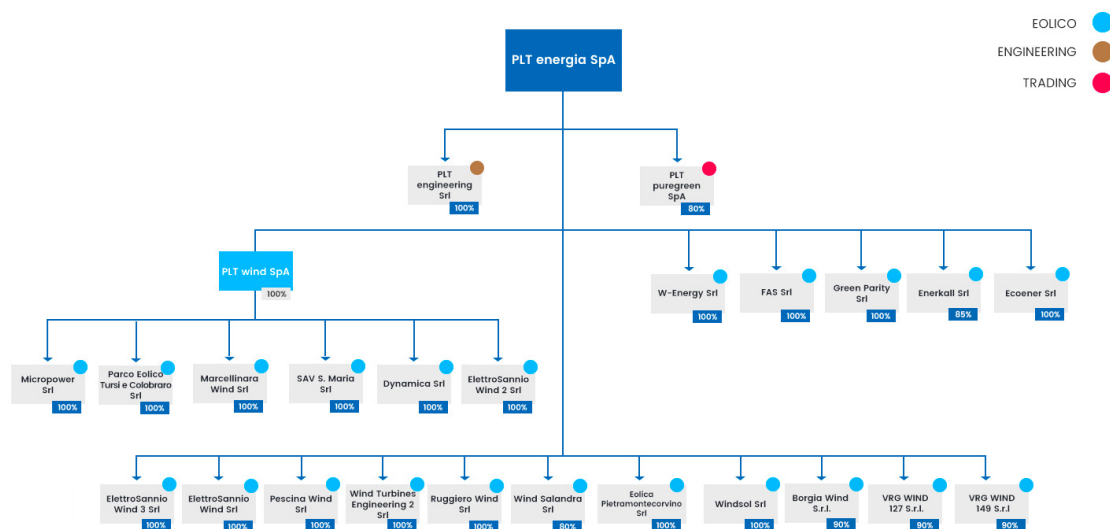 EOLICO
ENGINEERING
TRADING
PLT energia SpA
PLT
engineering
Srl
100%
PLT
puregreen
SpA
80%
PLT wind SpA
100%
W-Energy Srl
100%
FAS Srl
100%
Green Parity
Srl
100%
Enerkall Srl
85%
Ecoener Srl
100%
Micropower
Srl
100%
Parco Eolico
Tursi e Colobraro
Srl
100%
Marcellinara
Wind Srl
100%
SAV S. Maria
Srl
100%
Dynamica Srl
100%
ElettroSannio
Wind 2 Srl
100%
ElettroSannio
Wind 3 Srl
100%
ElettroSannio
Wind Srl
100%
Pescina Wind
Srl
100%
Wind Turbines
Engineering 2
Srl
100%
Ruggiero Wind
Srl
100%
Wind Salandra
Srl
80%
Eolica
Pietramontecorvino
Srl
100%
Windsol Srl
100%
Borgia Wind
S.r.l.
90%
VRG WIND
127 S.r.l.
90%
VRG WIND
149 S.r.l
90%